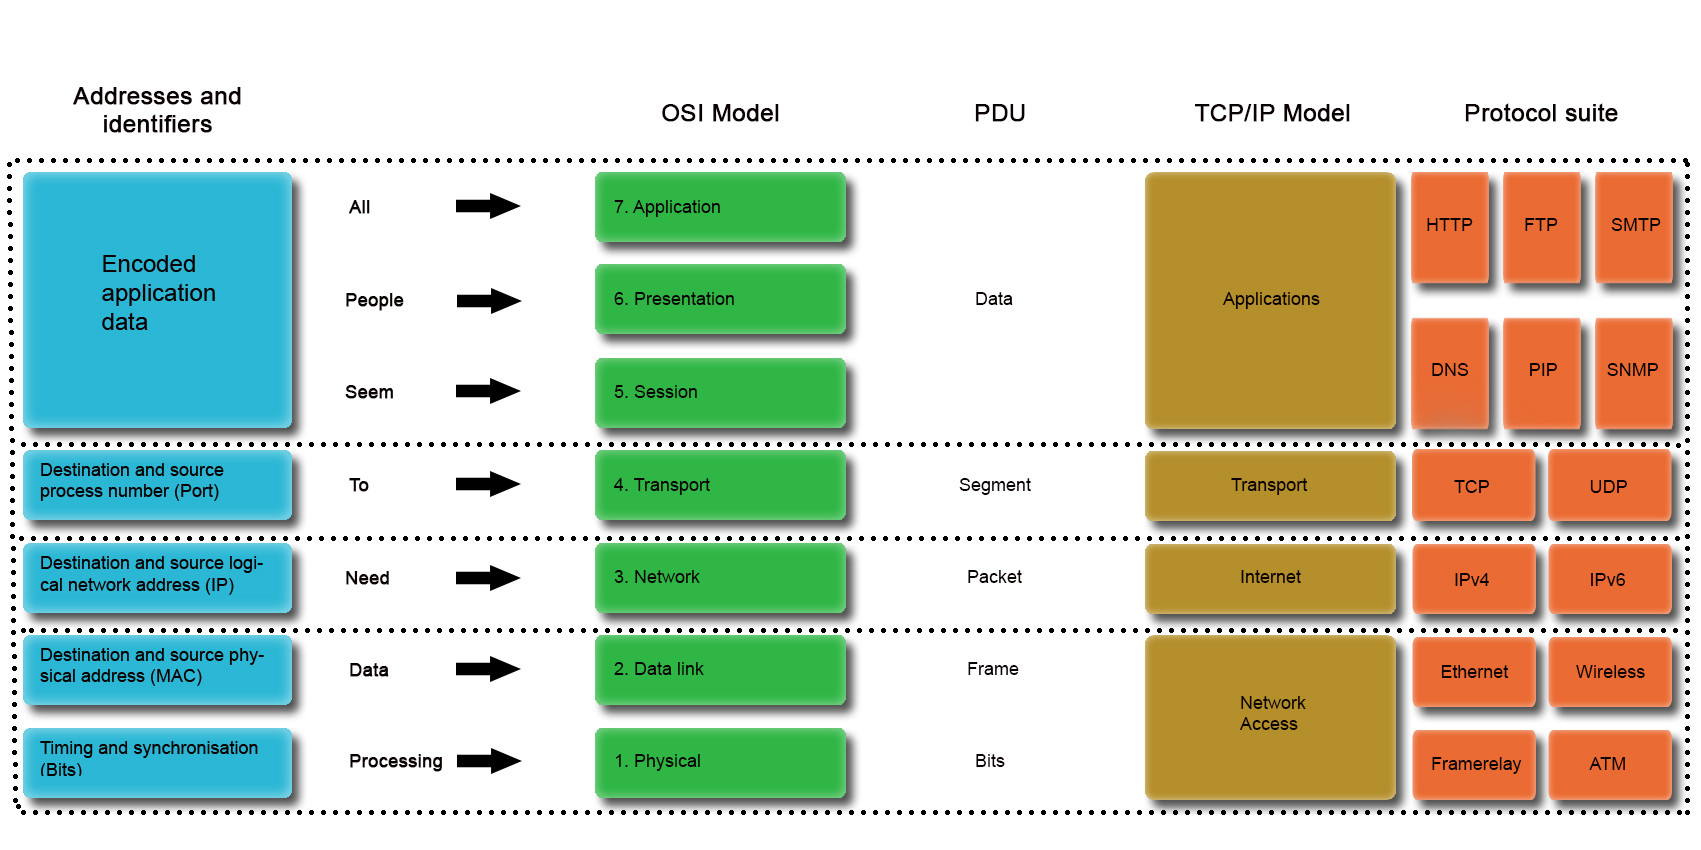 Addresses and
identifiers
OSI Model
PDU
TCP/IP Model
Protocol suite
Encoded
application
data
All
People
Seem
7. Application
6. Presentation
5. Session
Data
Applications
HTTP
FTP
SMTP
DNS
PIP
SNMP
Destination and source
process number (Port)
To
4. Transport
Segment
Transport
TCP
UDP
Destination and source logi-
cal network address (IP)
Need
3. Network
Packet
Internet
IPv4
IPv6
Destination and source phy-
sical address (MAC)
Data
2. Data link
Frame
Network
Access
Ethernet
Wireless
Timing and synchronisation
(Bits)
Processing
1. Physical
Bits
Framerelay
ATM